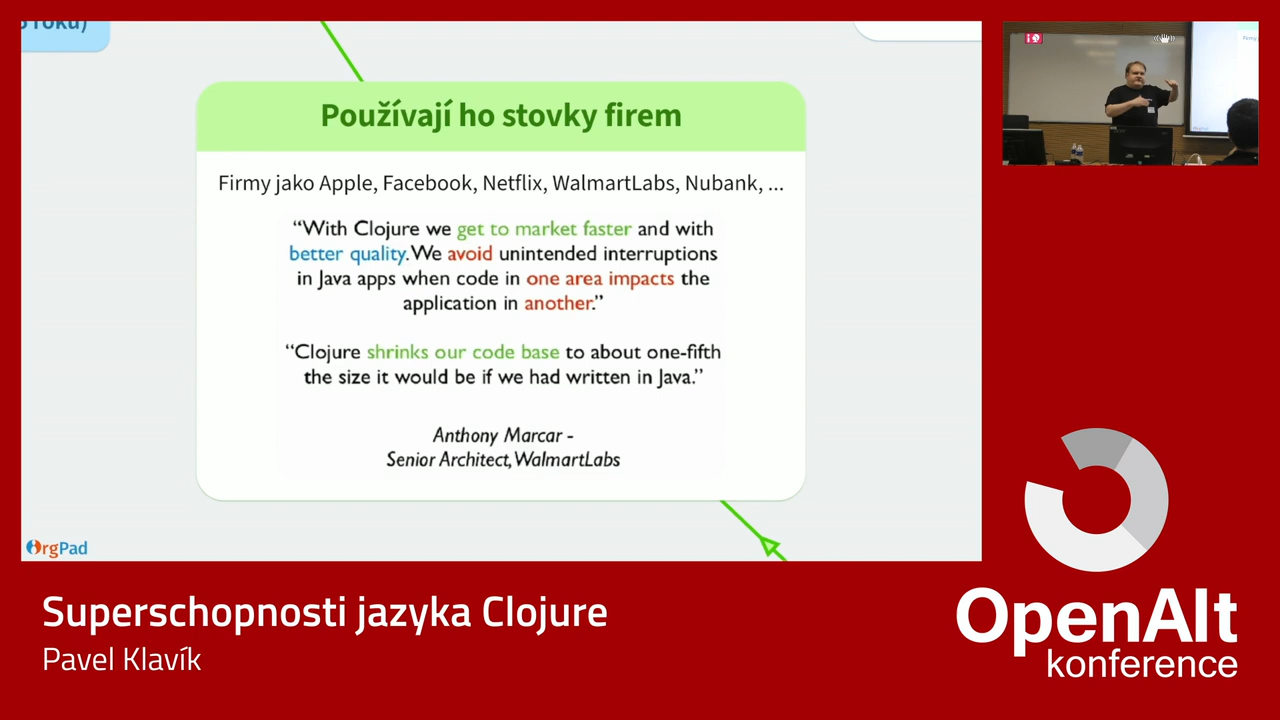 Používají ho stovky firem
Firmy jako Apple, Facebook, Netflix, WalmartLabs, Nubank, ...
“With Clojure we get to market faster and with
better quality. We avoid unintended interruptions
in Java apps when code in one area impacts the
application in another.”
“Clojure shrinks our code base to about one-fifth
the size it would be if we had written in Java.”
Anthony Marcar -
Senior Architect, WalmartLabs
OrgPad
Superschopnosti jazyka Clojure
Pavel Klavík
OpenAlt
konference